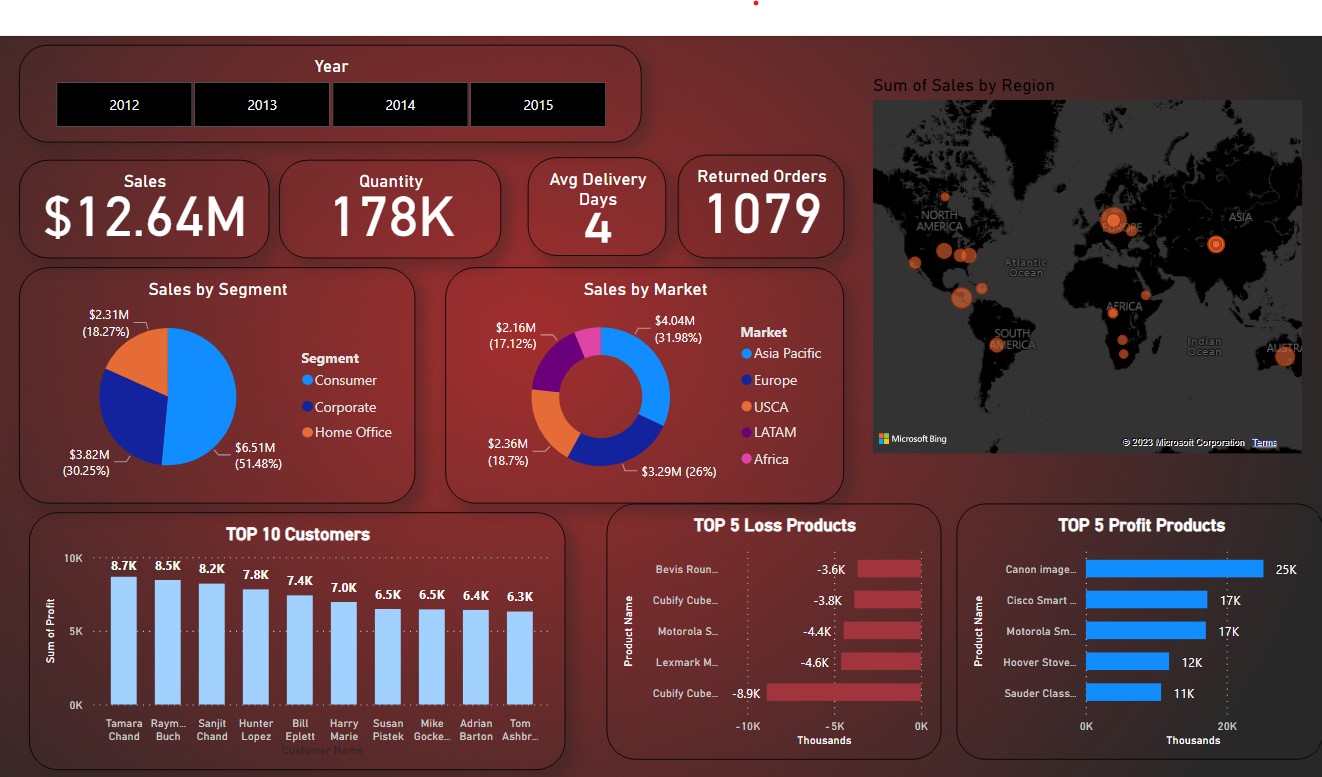 Year
2012
2013
2014
2015
Sales
$12.64M
Quantity
178K
Avg Delivery
Days
4
Returned Orders
1079
Sum of Sales by Region
NORTH
AMERICA
EUROPE
ASIA
Atlantic
Ocean
AFRICA
SOUTH
AMERICA
Indian
Ocean
AUSTRA
Microsoft Bing
© 2023 Microsoft Corporation Terms
Sales by Segment
$2.31M
(18.27%)
$3.82M
(30.25%)
$6.51M
(51.48%)
Segment
Consumer
Corporate
Home Office
Sales by Market
$2.16M
(17.12%)
$4.04M
(31.98%)
$2.36M
(18.7%)
$3.29M (26%)
Market
Asia Pacific
Europe
USCA
LATAM
Africa
TOP 10 Customers
Sum of Profit
10K
5K
0K
8.7K
8.5K
8.2K
7.8K
7.4K
7.0K
6.5K
6.5K
6.4K
6.3K
Tamara
Chand
Raym...
Buch
Sanjit
Chand
Hunter
Lopez
Bill
Eplett
Harry
Marie
Susan
Pistek
Mike
Gocke...
Adrian
Barton
Tom
Ashbr...
Customer Name
TOP 5 Loss Products
Product Name
Bevis Roun... -3.6K
Cubify Cube... -3.8K
Motorola S... -4.4K
Lexmark M... -4.6K
Cubify Cube... -8.9K
-10K -5K 0K
Thousands
TOP 5 Profit Products
Product Name
Canon image... 25K
Cisco Smart ... 17K
Motorola Sm... 17K
Hoover Stove... 12K
Sauder Class... 11K
0K 20K
Thousands